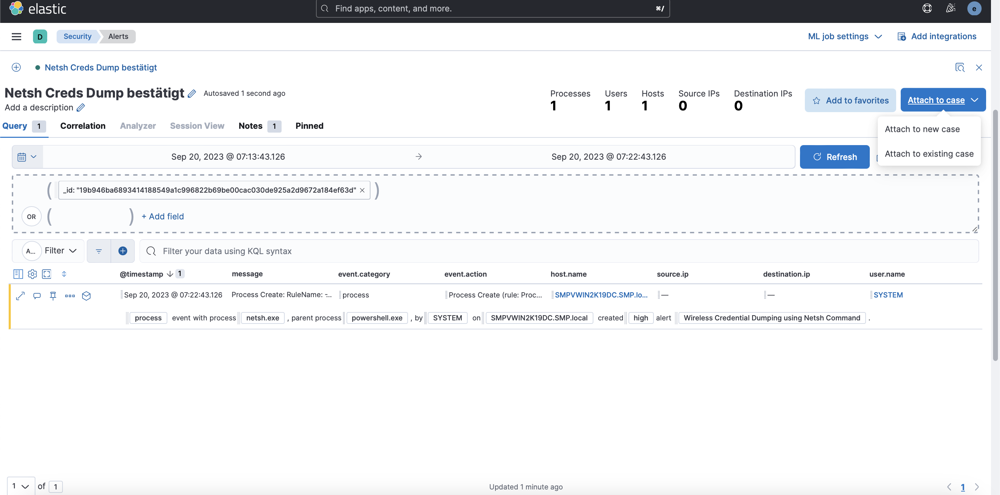 elastic
Find apps, content, and more.
⌘/
e
D
Security
Alerts
ML job settings
Add integrations
Netsh Creds Dump bestätigt
Netsh Creds Dump bestätigt
Autosaved 1 second ago
Add a description
Processes
1
Users
1
Hosts
1
Source IPs
0
Destination IPs
0
Add to favorites
Attach to case
Attach to new case
Attach to existing case
Query 1
Correlation
Analyzer
Session View
Notes 1
Pinned
Sep 20, 2023 @ 07:13:43.126 → Sep 20, 2023 @ 07:22:43.126
Refresh
( _id: "19b946ba6893414188549a1c996822b69be00cac030de925a2d9672a184ef63d" × )
OR ( ) + Add field
A... Filter
Filter your data using KQL syntax
@timestamp ↓ 1 message event.category event.action host.name source.ip destination.ip user.name
Sep 20, 2023 @ 07:22:43.126 Process Create: RuleName: -... process Process Create (rule: Proc... SMPVWIN2K19DC.SMP.lo... — — SYSTEM
process event with process netsh.exe , parent process powershell.exe , by SYSTEM on SMPVWIN2K19DC.SMP.local created high alert Wireless Credential Dumping using Netsh Command .
1 of 1
Updated 1 minute ago
1